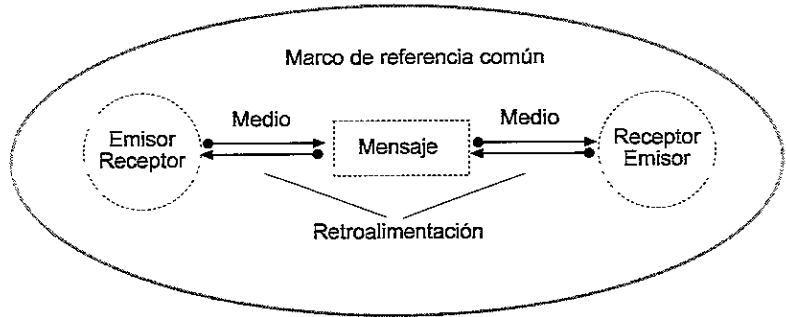 Marco de referencia común
Medio
Medio
Emisor
Receptor
Mensaje
Receptor
Emisor
Retroalimentación